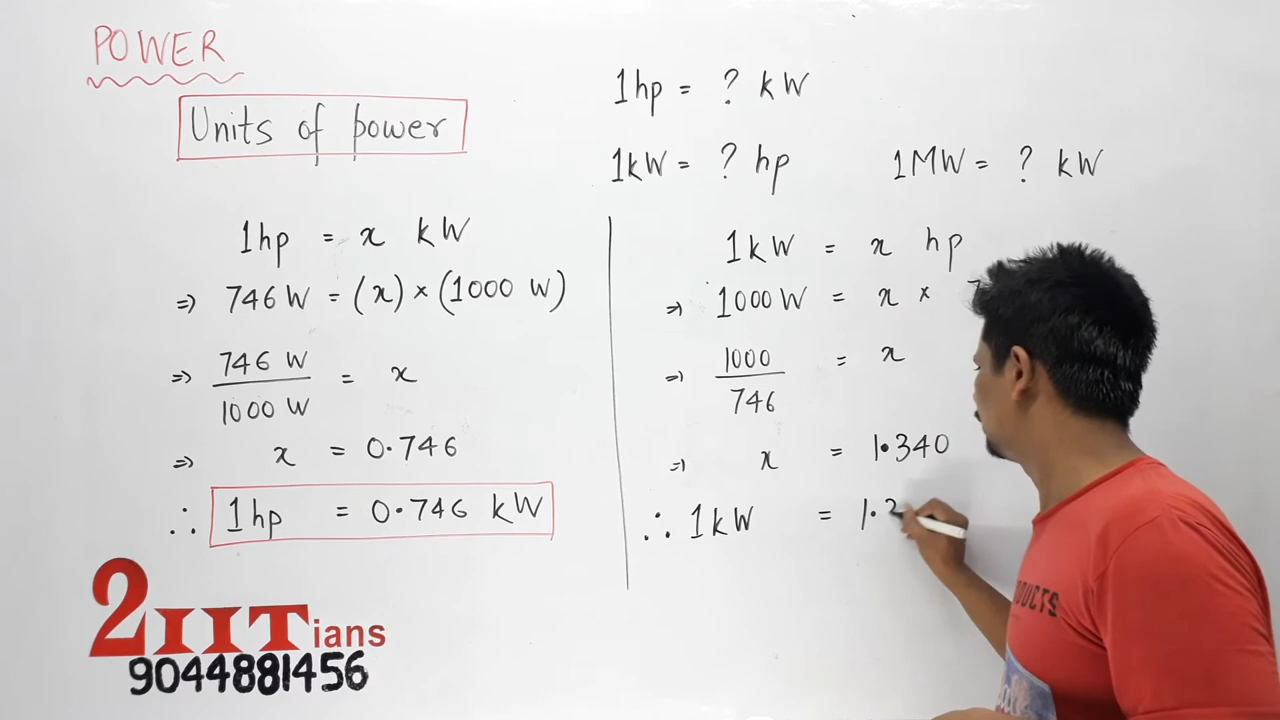 POWER
Units of power
1hp = ? kW
1kW = ? hp
1MW = ? kW
1hp = x kW
⇒ 746 W = (x) × (1000 W)
⇒ 746 W / 1000 W = x
⇒ x = 0.746
∴ 1hp = 0.746 kW
1kW = x hp
⇒ 1000 W = x ×
⇒ 1000 / 746 = x
⇒ x = 1.340
∴ 1kW = 1.3
2IITians
9044881456
DUCTS